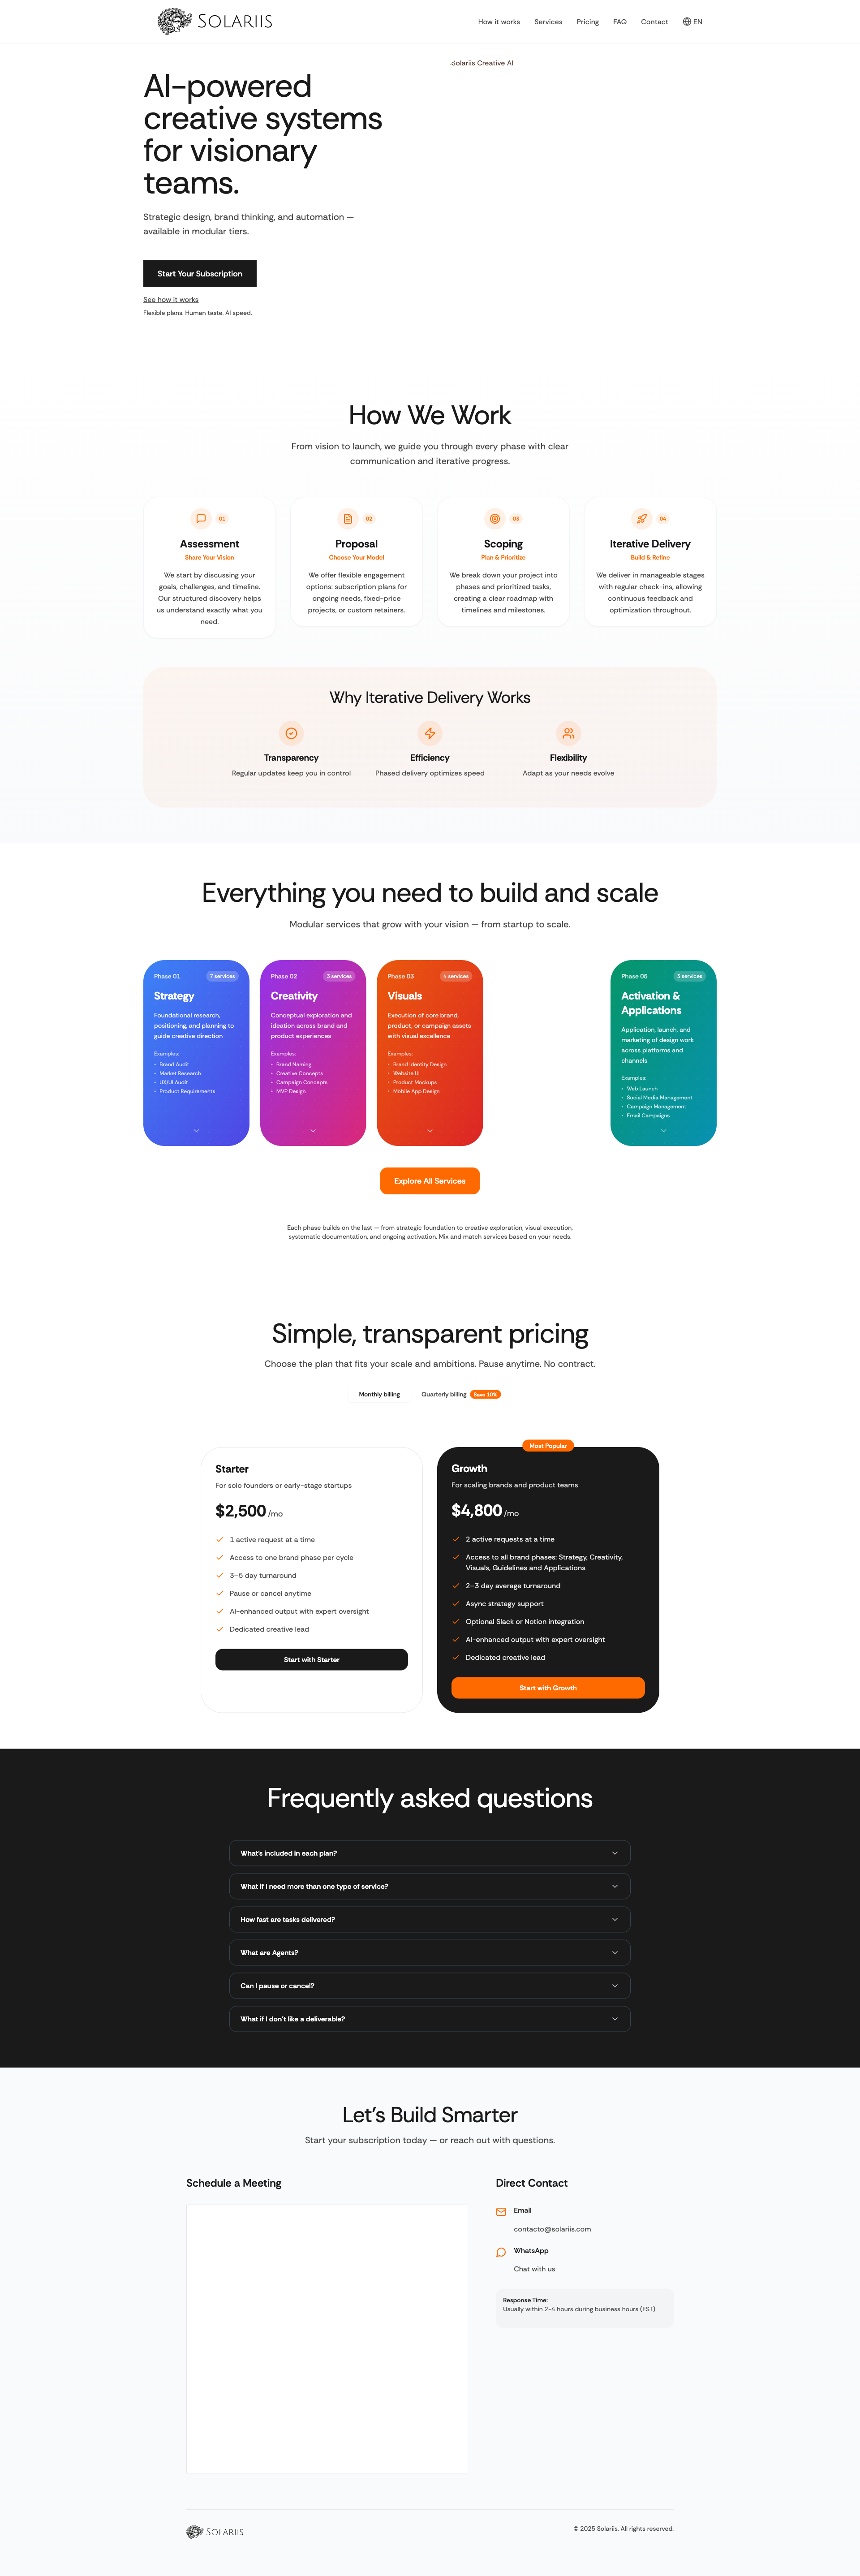 SOLARIIS
How it works
Services
Pricing
FAQ
Contact
EN
Solariis Creative AI
AI-powered
creative systems
for visionary
teams.
Strategic design, brand thinking, and automation —
available in modular tiers.
Start Your Subscription
See how it works
Flexible plans. Human taste. AI speed.
How We Work
From vision to launch, we guide you through every phase with clear
communication and iterative progress.
01
Assessment
Share Your Vision
We start by discussing your
goals, challenges, and timeline.
Our structured discovery helps
us understand exactly what you
need.
02
Proposal
Choose Your Model
We offer flexible engagement
options: subscription plans for
ongoing needs, fixed-price
projects, or custom retainers.
03
Scoping
Plan & Prioritize
We break down your project into
phases and prioritized tasks,
creating a clear roadmap with
timelines and milestones.
04
Iterative Delivery
Build & Refine
We deliver in manageable stages
with regular check-ins, allowing
continuous feedback and
optimization throughout.
Why Iterative Delivery Works
Transparency
Regular updates keep you in control
Efficiency
Phased delivery optimizes speed
Flexibility
Adapt as your needs evolve
Everything you need to build and scale
Modular services that grow with your vision — from startup to scale.
Phase 01
7 services
Strategy
Foundational research,
positioning, and planning to
guide creative direction
Examples:
• Brand Audit
• Market Research
• UX/UI Audit
• Product Requirements
Phase 02
3 services
Creativity
Conceptual exploration and
ideation across brand and
product experiences
Examples:
• Brand Naming
• Creative Concepts
• Campaign Concepts
• MVP Design
Phase 03
4 services
Visuals
Execution of core brand,
product, or campaign assets
with visual excellence
Examples:
• Brand Identity Design
• Website UI
• Product Mockups
• Mobile App Design
Phase 05
3 services
Activation &
Applications
Application, launch, and
marketing of design work
across platforms and
channels
Examples:
• Web Launch
• Social Media Management
• Campaign Management
• Email Campaigns
Explore All Services
Each phase builds on the last — from strategic foundation to creative exploration, visual execution,
systematic documentation, and ongoing activation. Mix and match services based on your needs.
Simple, transparent pricing
Choose the plan that fits your scale and ambitions. Pause anytime. No contract.
Monthly billing
Quarterly billing
Save 10%
Starter
For solo founders or early-stage startups
$2,500 /mo
1 active request at a time
Access to one brand phase per cycle
3–5 day turnaround
Pause or cancel anytime
AI-enhanced output with expert oversight
Dedicated creative lead
Start with Starter
Most Popular
Growth
For scaling brands and product teams
$4,800 /mo
2 active requests at a time
Access to all brand phases: Strategy, Creativity,
Visuals, Guidelines and Applications
2–3 day average turnaround
Async strategy support
Optional Slack or Notion integration
AI-enhanced output with expert oversight
Dedicated creative lead
Start with Growth
Frequently asked questions
What's included in each plan?
What if I need more than one type of service?
How fast are tasks delivered?
What are Agents?
Can I pause or cancel?
What if I don't like a deliverable?
Let's Build Smarter
Start your subscription today — or reach out with questions.
Schedule a Meeting
Direct Contact
Email
contacto@solariis.com
WhatsApp
Chat with us
Response Time:
Usually within 2-4 hours during business hours (EST)
SOLARIIS
© 2025 Solariis. All rights reserved.